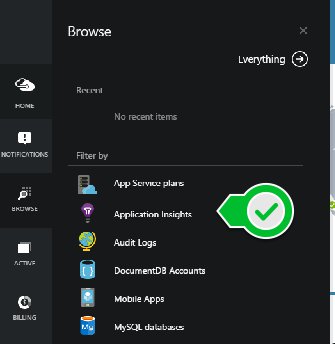 Browse
Everything
Recent
No recent items
Filter by
HOME
NOTIFICATIONS
BROWSE
ACTIVE
BILLING
App Service plans
Application Insights
Audit Logs
DocumentDB Accounts
Mobile Apps
My
MySQL databases